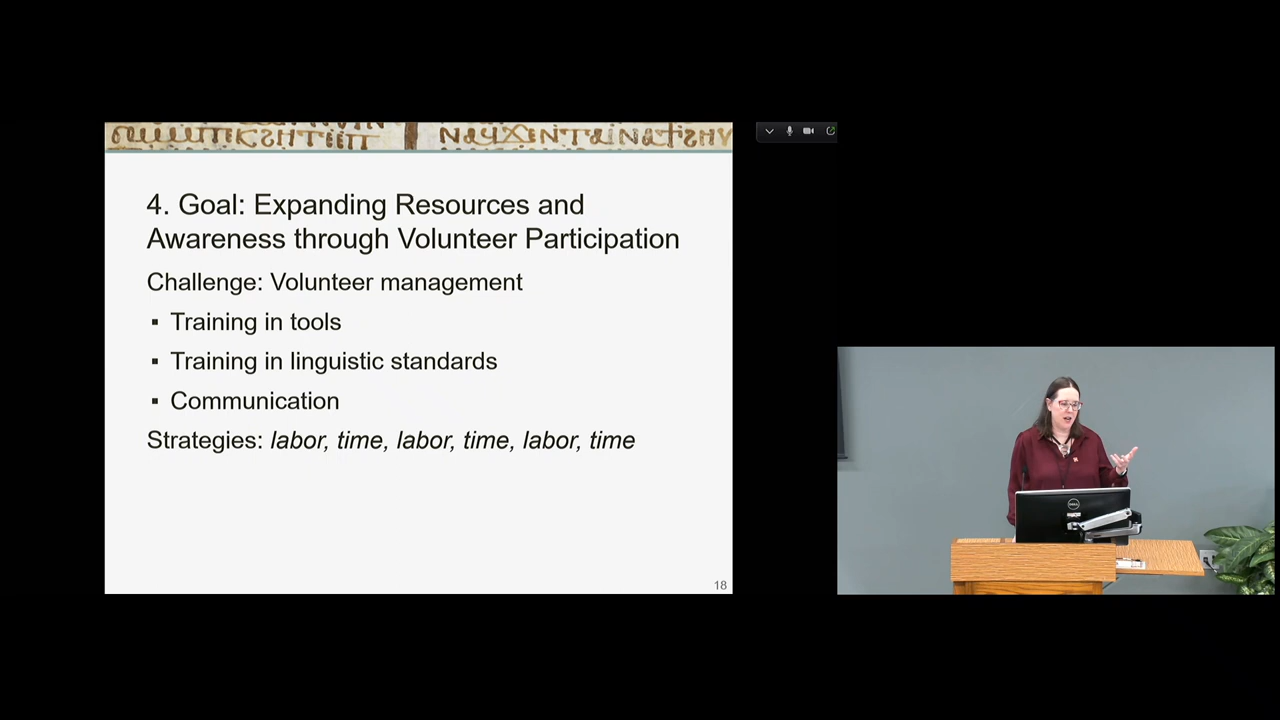 4. Goal: Expanding Resources and
Awareness through Volunteer Participation
Challenge: Volunteer management
▪ Training in tools
▪ Training in linguistic standards
▪ Communication
Strategies: labor, time, labor, time, labor, time
18
DELL